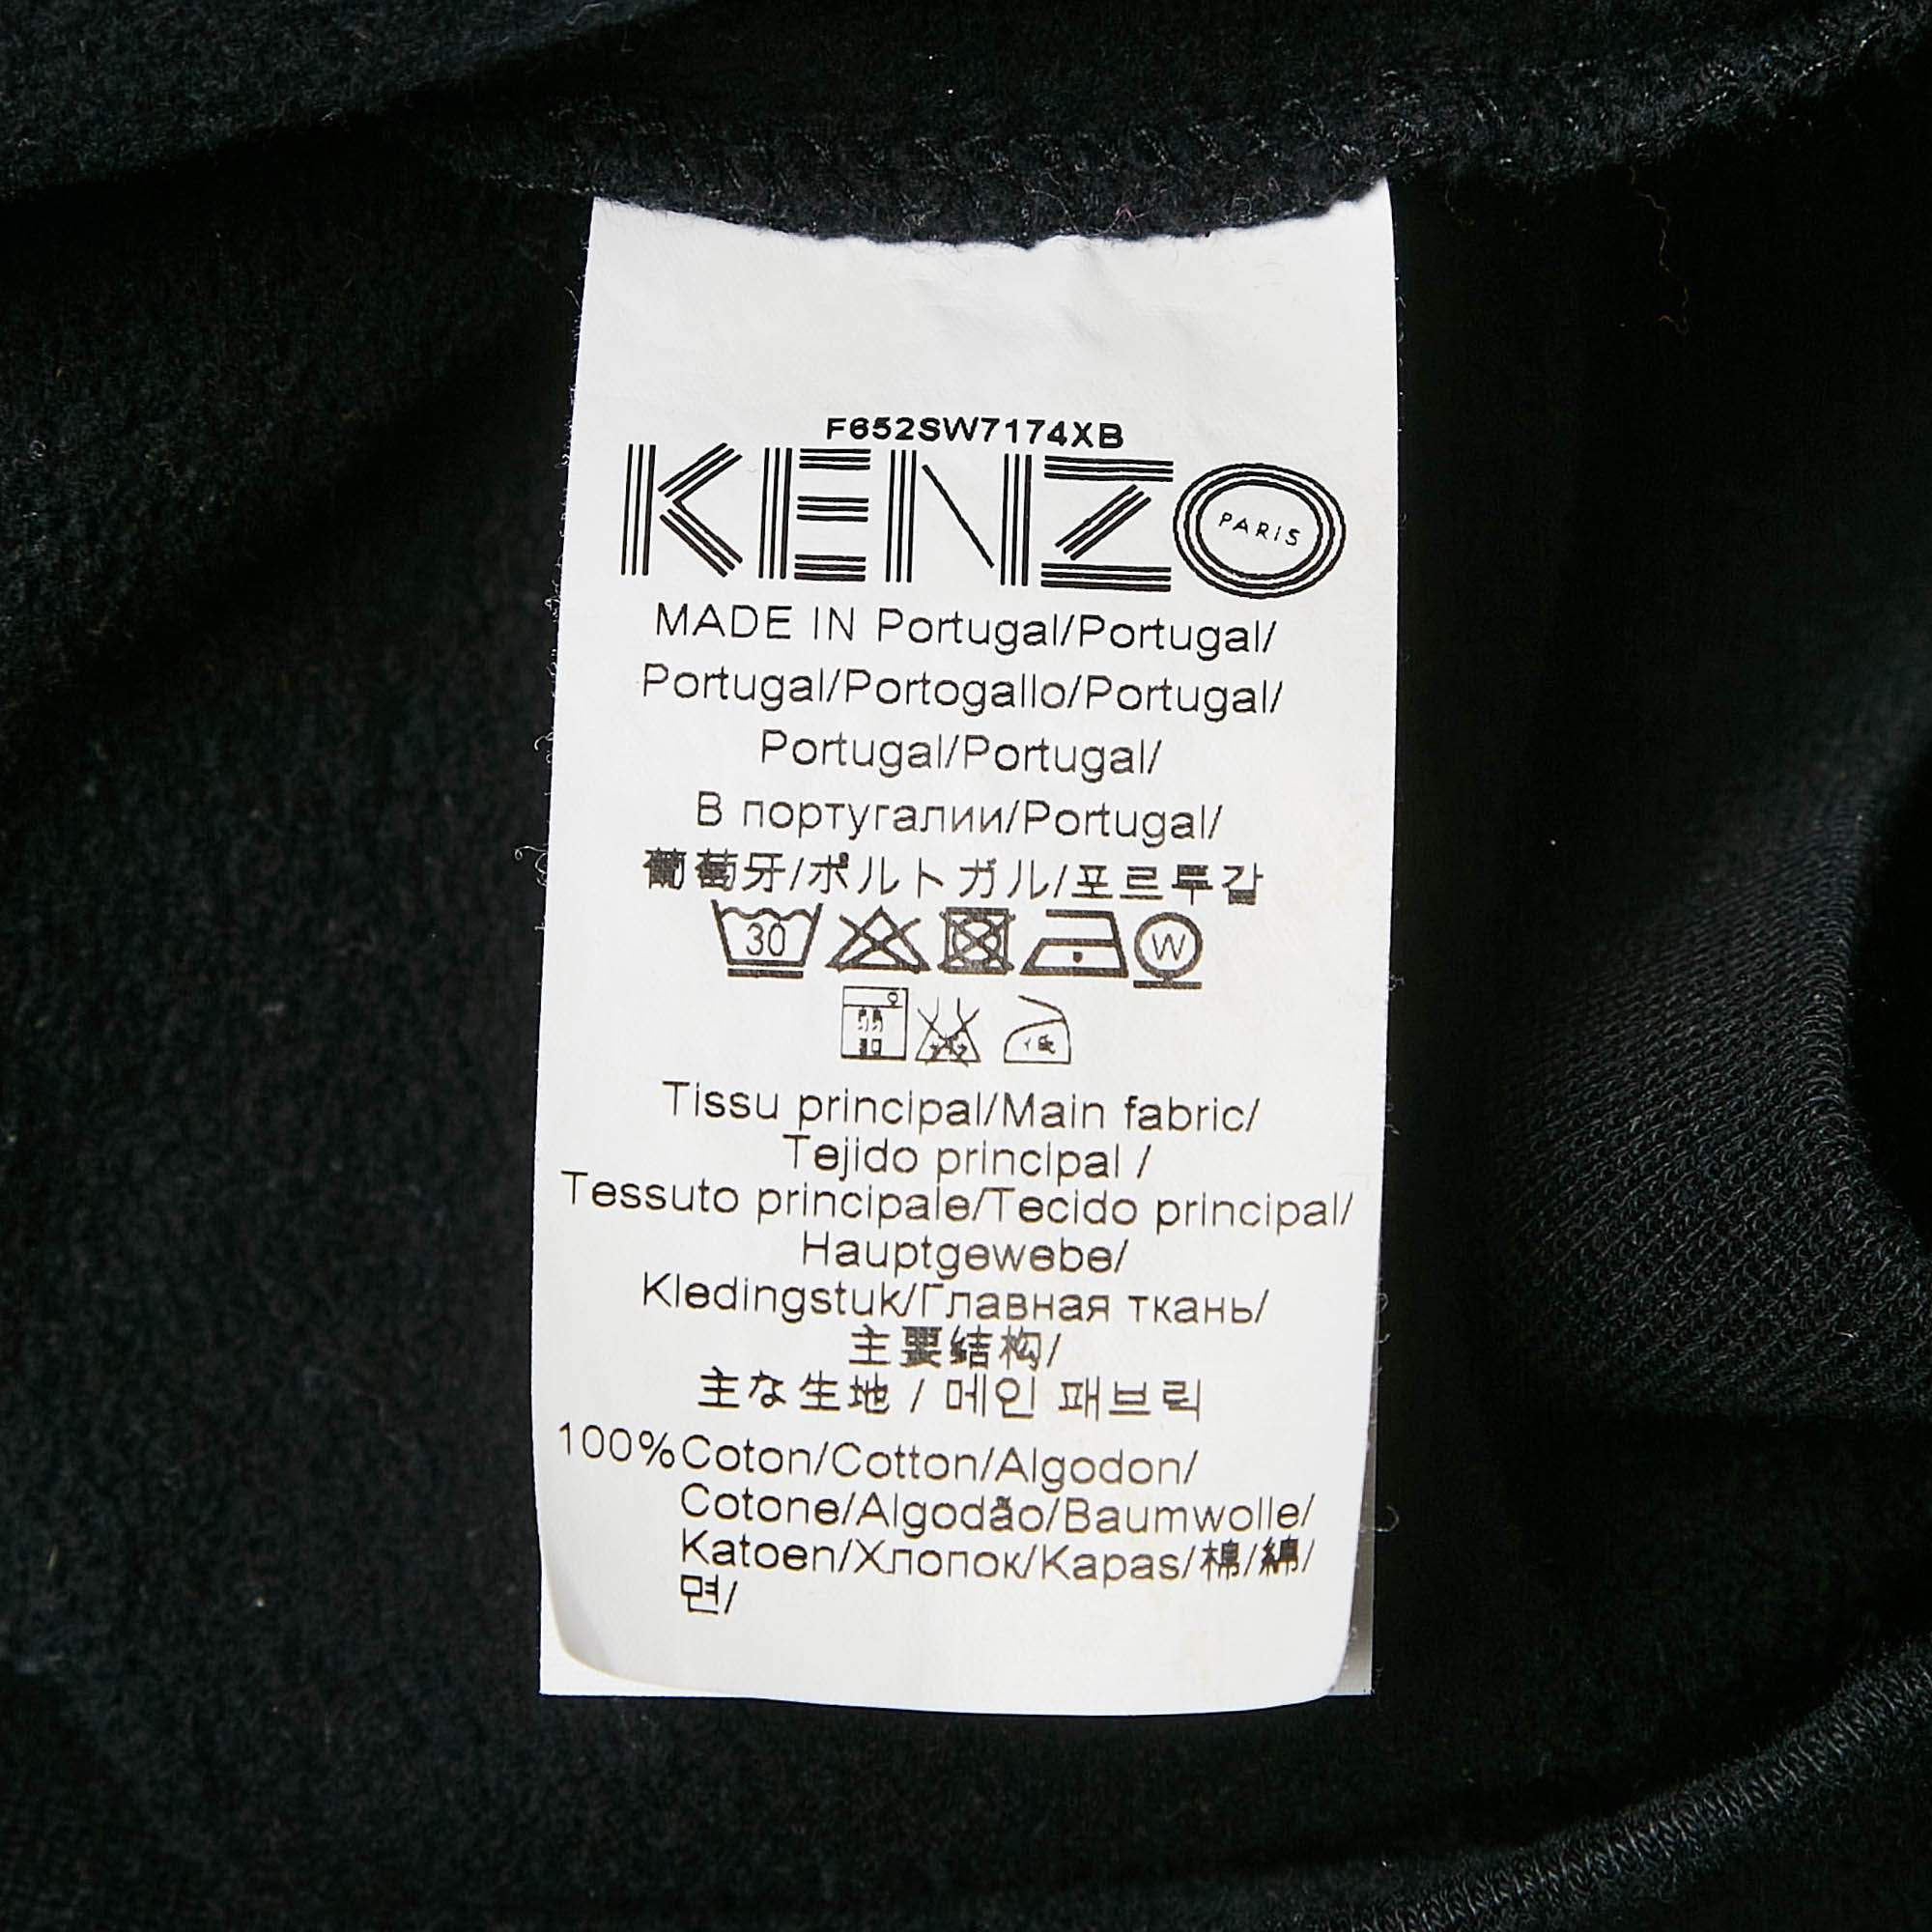 F652SW7174XB
KENZO PARIS
MADE IN Portugal/Portugal/
Portugal/Portogallo/Portugal/
Portugal/Portugal/
В португалии/Portugal/
葡萄牙/ポルトガル/포르투갈
30 W
Tissu principal/Main fabric/
Tejido principal /
Tessuto principale/Tecido principal/
Hauptgewebe/
Kledingstuk/Главная ткань/
主要结构/
主な生地 / 메인 패브릭
100%Coton/Cotton/Algodon/
Cotone/Algodão/Baumwolle/
Katoen/Хлопок/Kapas/棉/綿/
면/